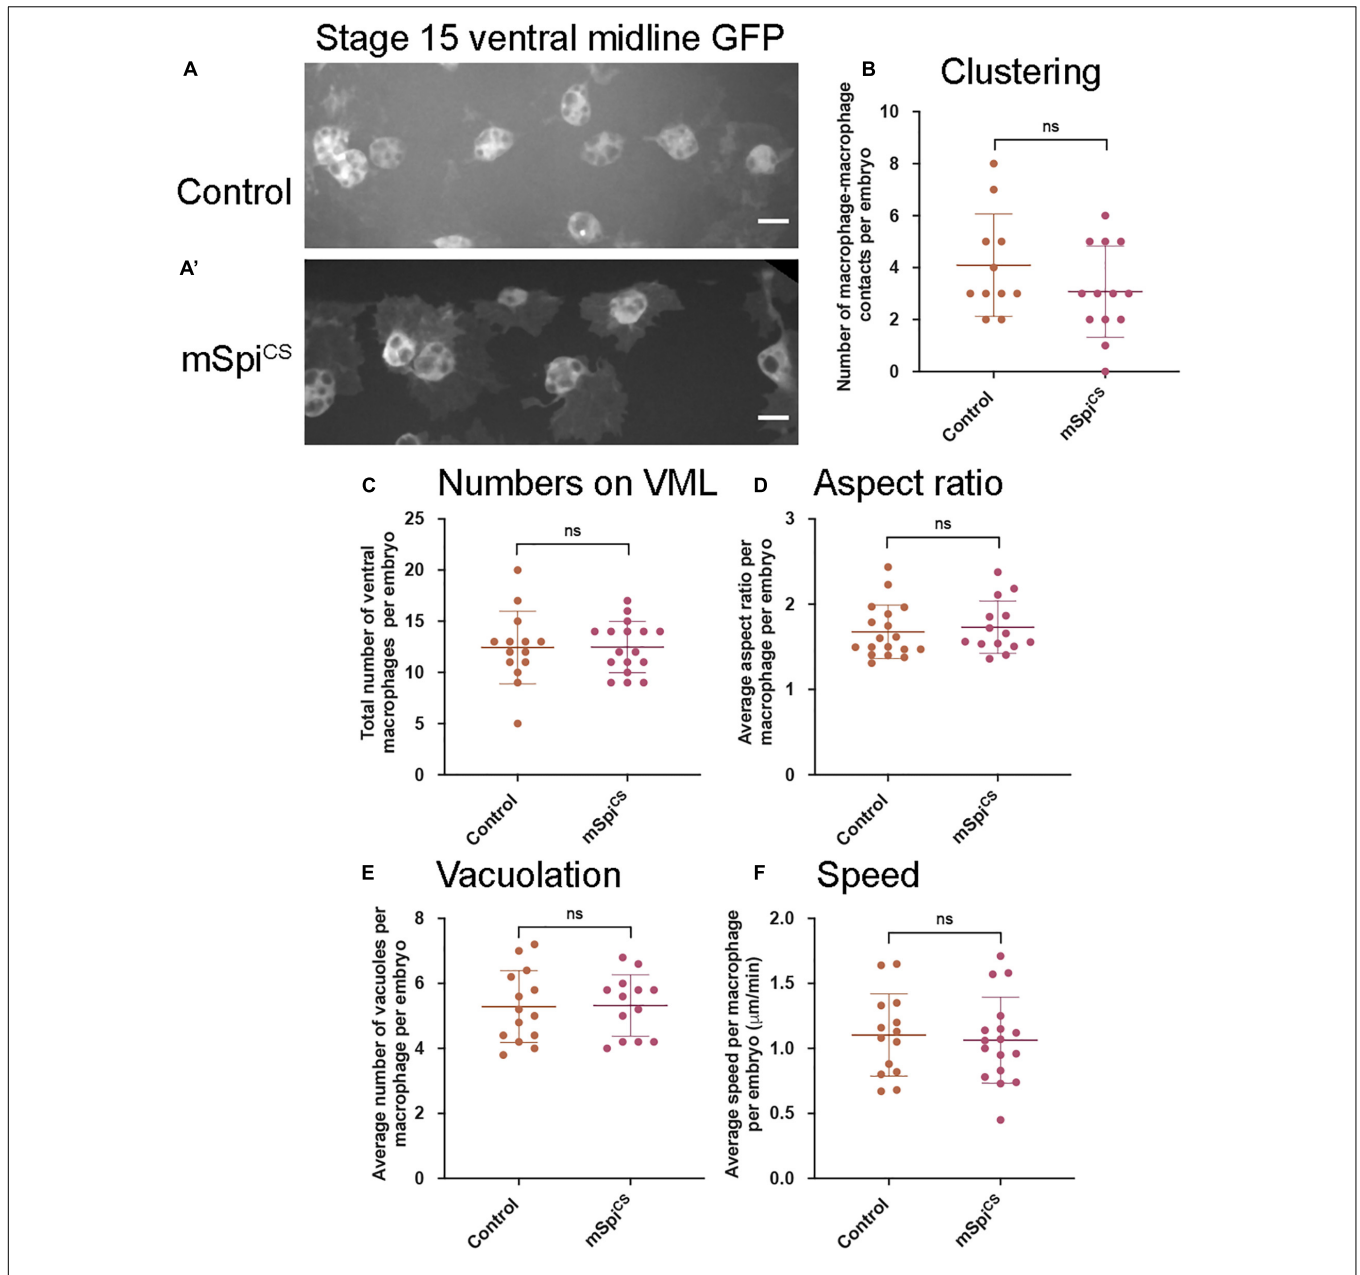 Stage 15 ventral midline GFP
A
Control
A’
mSpiCS
B
Clustering
Number of macrophage-macrophage
contacts per embryo
10
8
6
4
2
0
ns
Control
mSpiCS
C
Numbers on VML
Total number of ventral
macrophages per embryo
25
20
15
10
5
0
ns
Control
mSpiCS
D
Aspect ratio
Average aspect ratio per
macrophage per embryo
3
2
1
0
ns
Control
mSpiCS
E
Vacuolation
Average number of vacuoles per
macrophage per embryo
8
6
4
2
0
ns
Control
mSpiCS
F
Speed
Average speed per macrophage
per embryo (μm/min)
2.0
1.5
1.0
0.5
0.0
ns
Control
mSpiCS